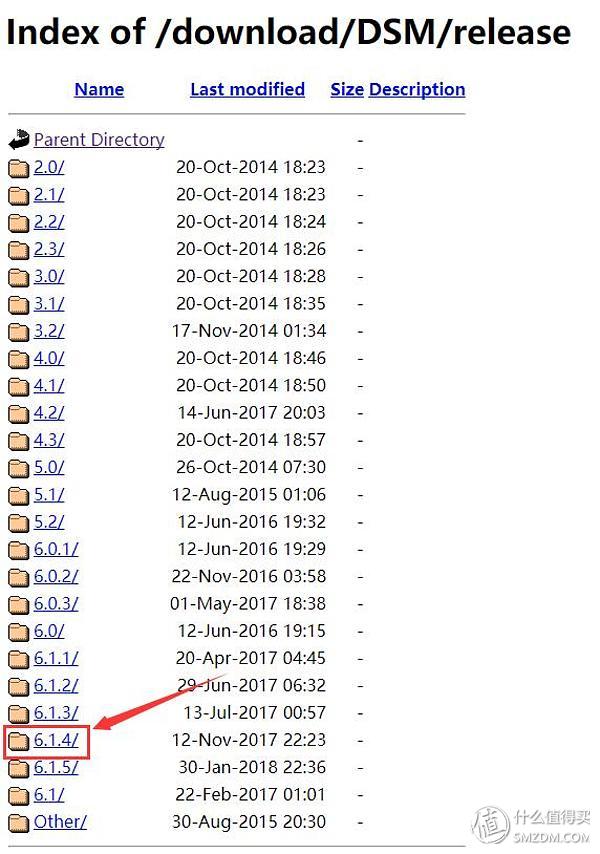 Index of /download/DSM/release
Name Last modified Size Description
Parent Directory -
2.0/ 20-Oct-2014 18:23 -
2.1/ 20-Oct-2014 18:23 -
2.2/ 20-Oct-2014 18:24 -
2.3/ 20-Oct-2014 18:26 -
3.0/ 20-Oct-2014 18:28 -
3.1/ 20-Oct-2014 18:35 -
3.2/ 17-Nov-2014 01:34 -
4.0/ 20-Oct-2014 18:46 -
4.1/ 20-Oct-2014 18:50 -
4.2/ 14-Jun-2017 20:03 -
4.3/ 20-Oct-2014 18:57 -
5.0/ 26-Oct-2014 07:30 -
5.1/ 12-Aug-2015 01:06 -
5.2/ 12-Jun-2016 19:32 -
6.0.1/ 12-Jun-2016 19:29 -
6.0.2/ 22-Nov-2016 03:58 -
6.0.3/ 01-May-2017 18:38 -
6.0/ 12-Jun-2016 19:15 -
6.1.1/ 20-Apr-2017 04:45 -
6.1.2/ 29-Jun-2017 06:32 -
6.1.3/ 13-Jul-2017 00:57 -
6.1.4/ 12-Nov-2017 22:23 -
6.1.5/ 30-Jan-2018 22:36 -
6.1/ 22-Feb-2017 01:01 -
Other/ 30-Aug-2015 20:30 -
值 什么值得买
SMZDM.COM